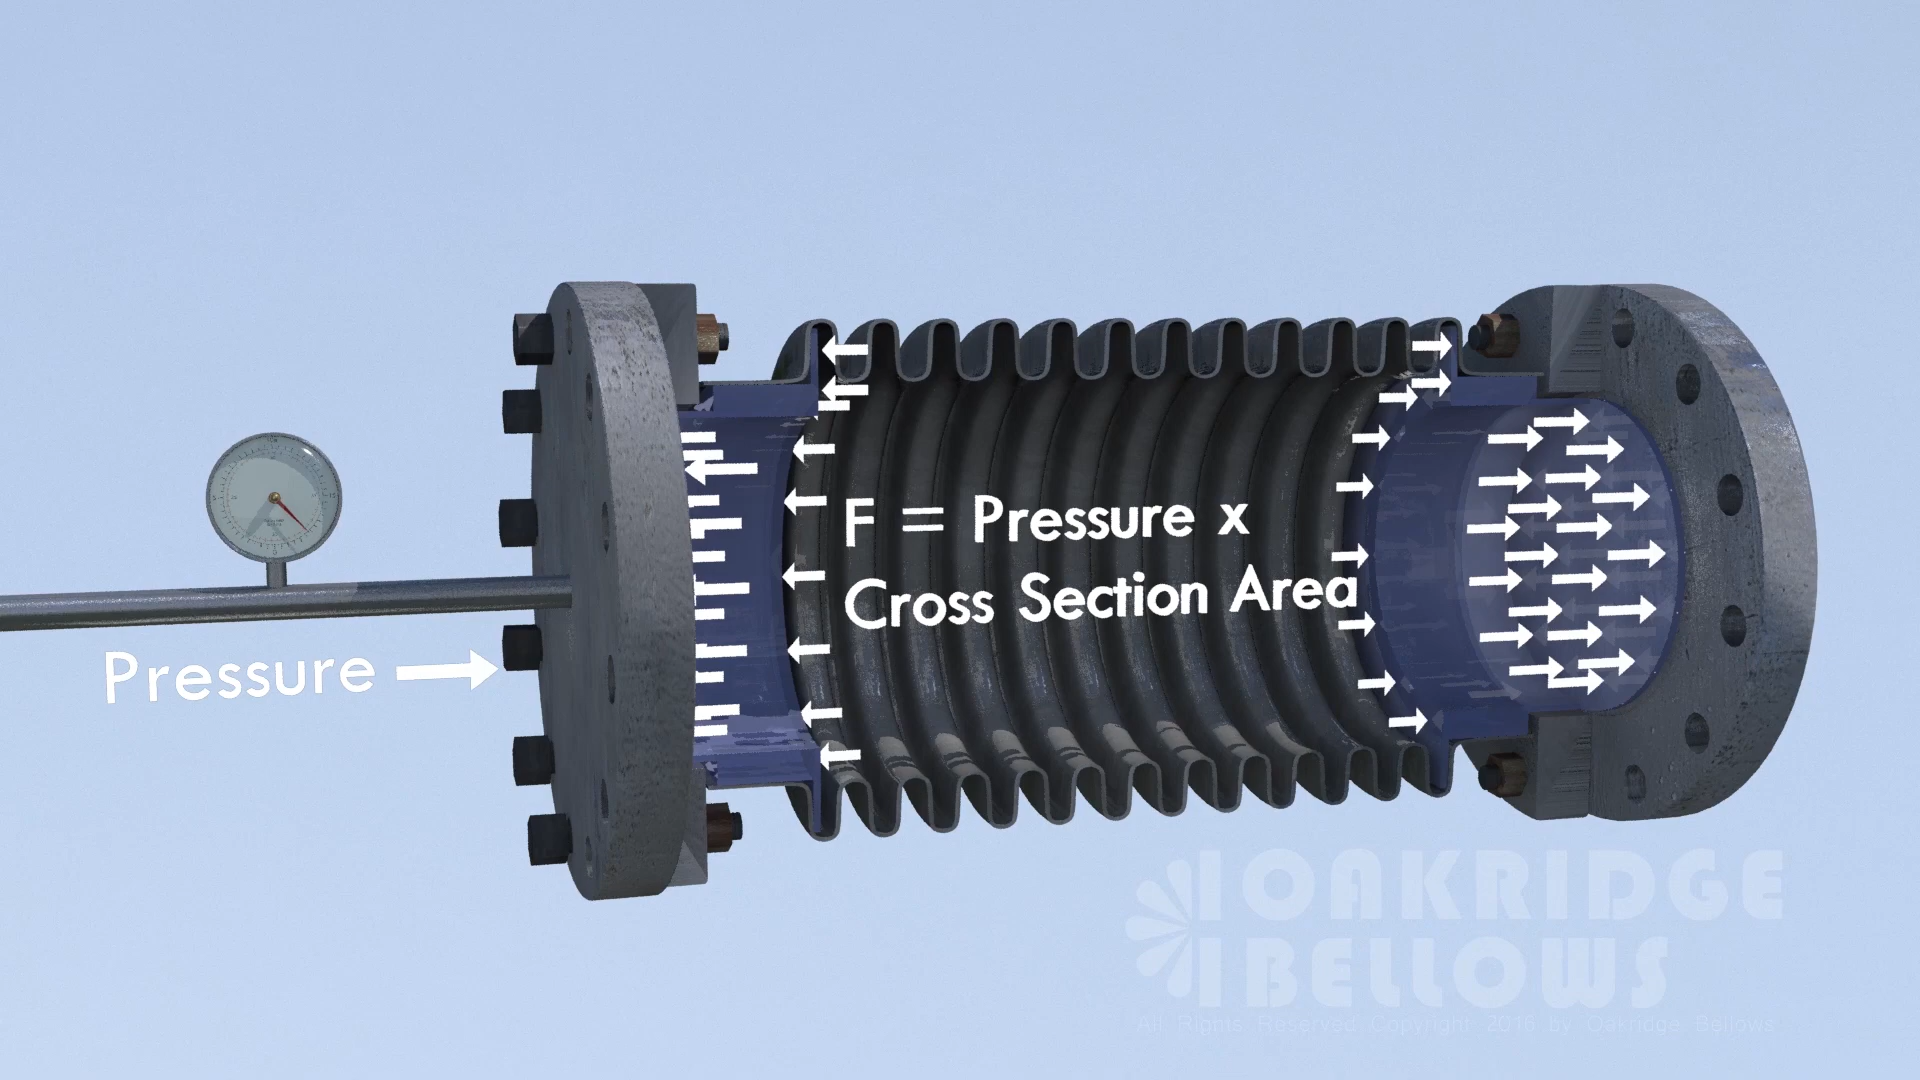 F = Pressure x
Cross Section Area
Pressure
OAKRIDGE
BELLOWS
All Rights Reserved Copyright 2016 by Oakridge Bellows